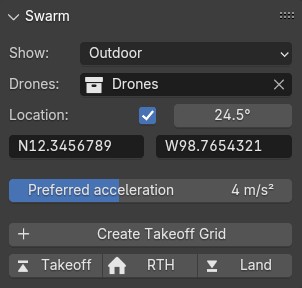 Swarm
Show: Outdoor
Drones: Drones
Location: 24.5°
N12.3456789 W98.7654321
Preferred acceleration 4 m/s²
Create Takeoff Grid
Takeoff RTH Land